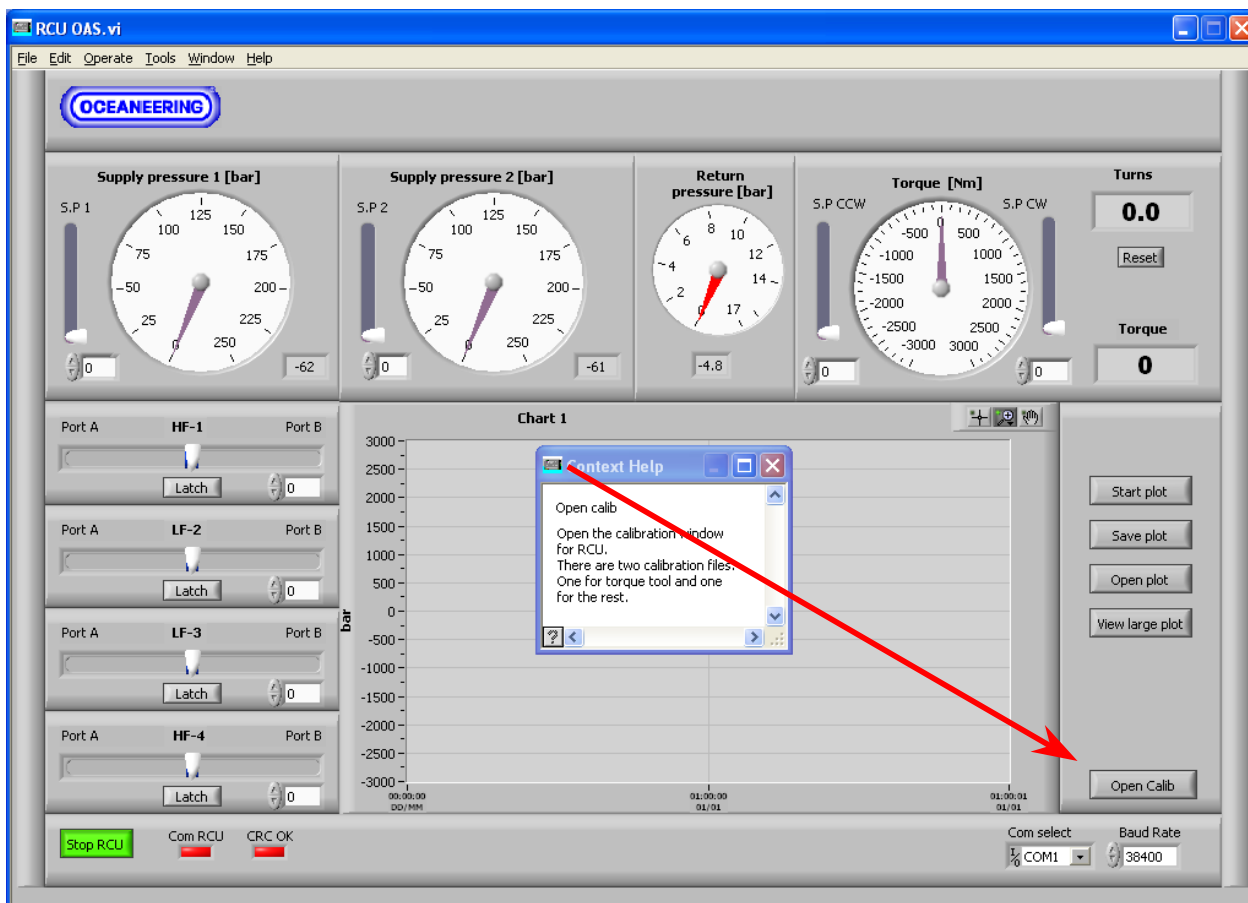 RCU OAS.vi
File Edit Operate Tools Window Help
OCEANEERING
Supply pressure 1 [bar]
S.P 1
0 25 50 75 100 125 150 175 200 225 250
0
-62
Supply pressure 2 [bar]
S.P 2
0 25 50 75 100 125 150 175 200 225 250
0
-61
Return
pressure [bar]
0 2 4 6 8 10 12 14 17
-4.8
Torque [Nm]
S.P CCW
S.P CW
-3000 -2500 -2000 -1500 -1000 -500 0 500 1000 1500 2000 2500 3000
0
0
Turns
0.0
Reset
Torque
0
Port A HF-1 Port B
Latch 0
Port A LF-2 Port B
Latch 0
Port A LF-3 Port B
Latch 0
Port A HF-4 Port B
Latch 0
Chart 1
bar
3000
2500
2000
1500
1000
500
0
-500
-1000
-1500
-2000
-2500
-3000
00:00:00 01:00:00 01:00:01
DD/MM 01/01 01/01
Context Help
Open calib
Open the calibration window
for RCU.
There are two calibration files.
One for torque tool and one
for the rest.
?
Start plot
Save plot
Open plot
View large plot
Open Calib
Stop RCU
Com RCU CRC OK
Com select Baud Rate
I/O COM1 38400